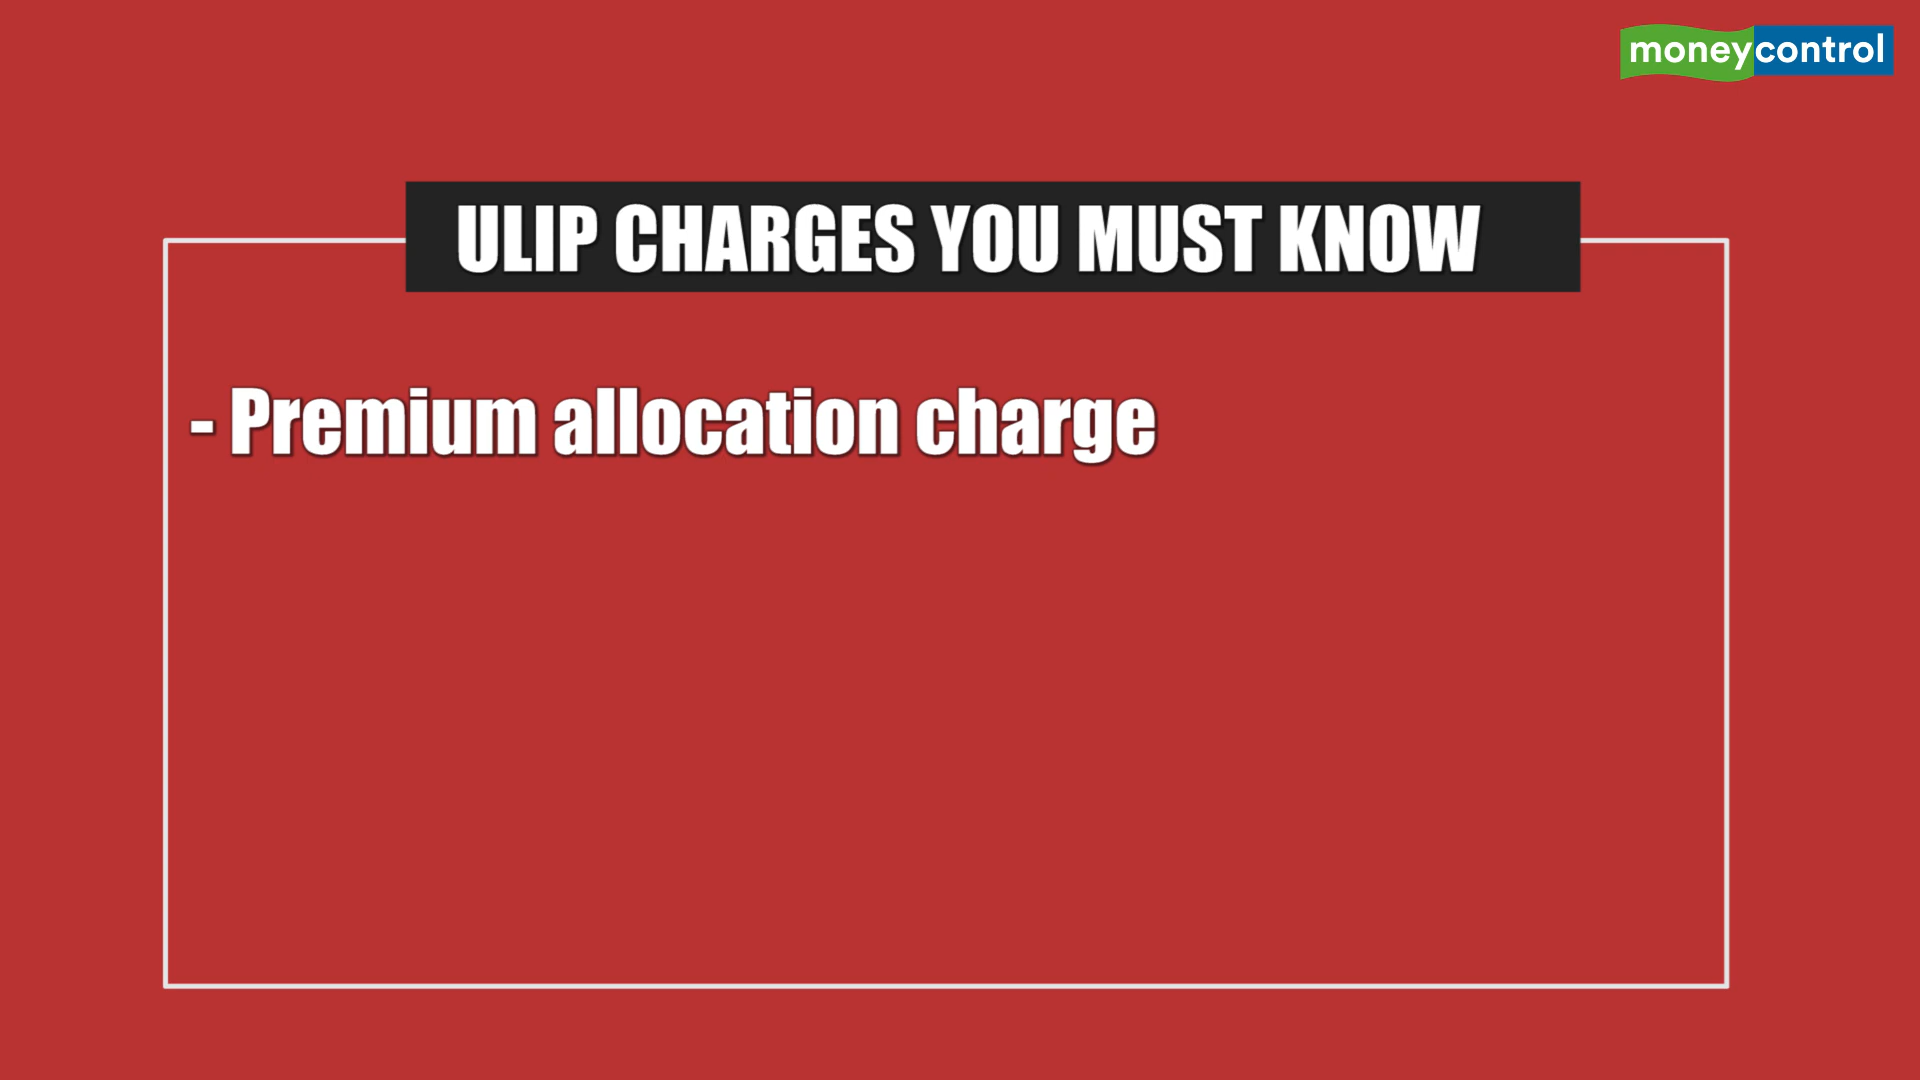 moneycontrol
ULIP CHARGES YOU MUST KNOW
- Premium allocation charge